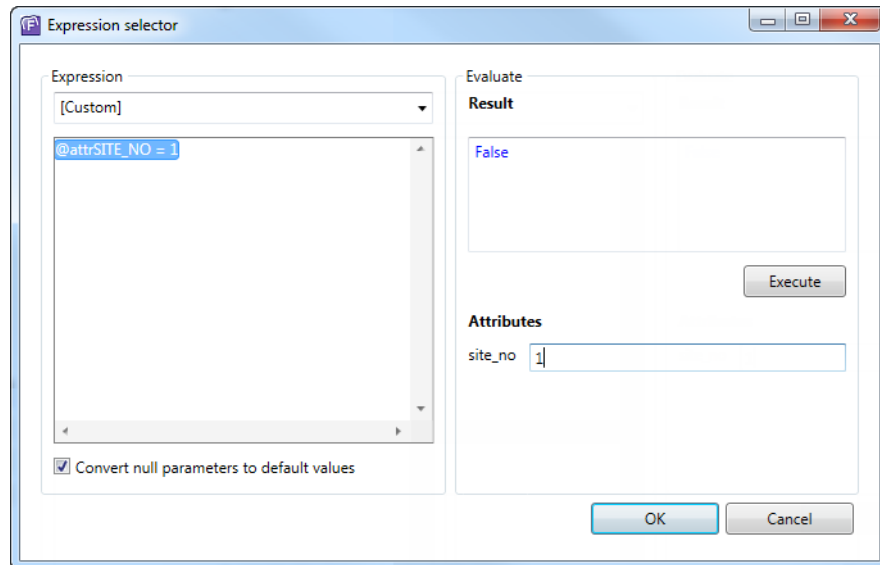 Expression selector
Expression
[Custom]
@attrSITE_NO = 1
Convert null parameters to default values
Evaluate
Result
False
Execute
Attributes
site_no 1
OK Cancel